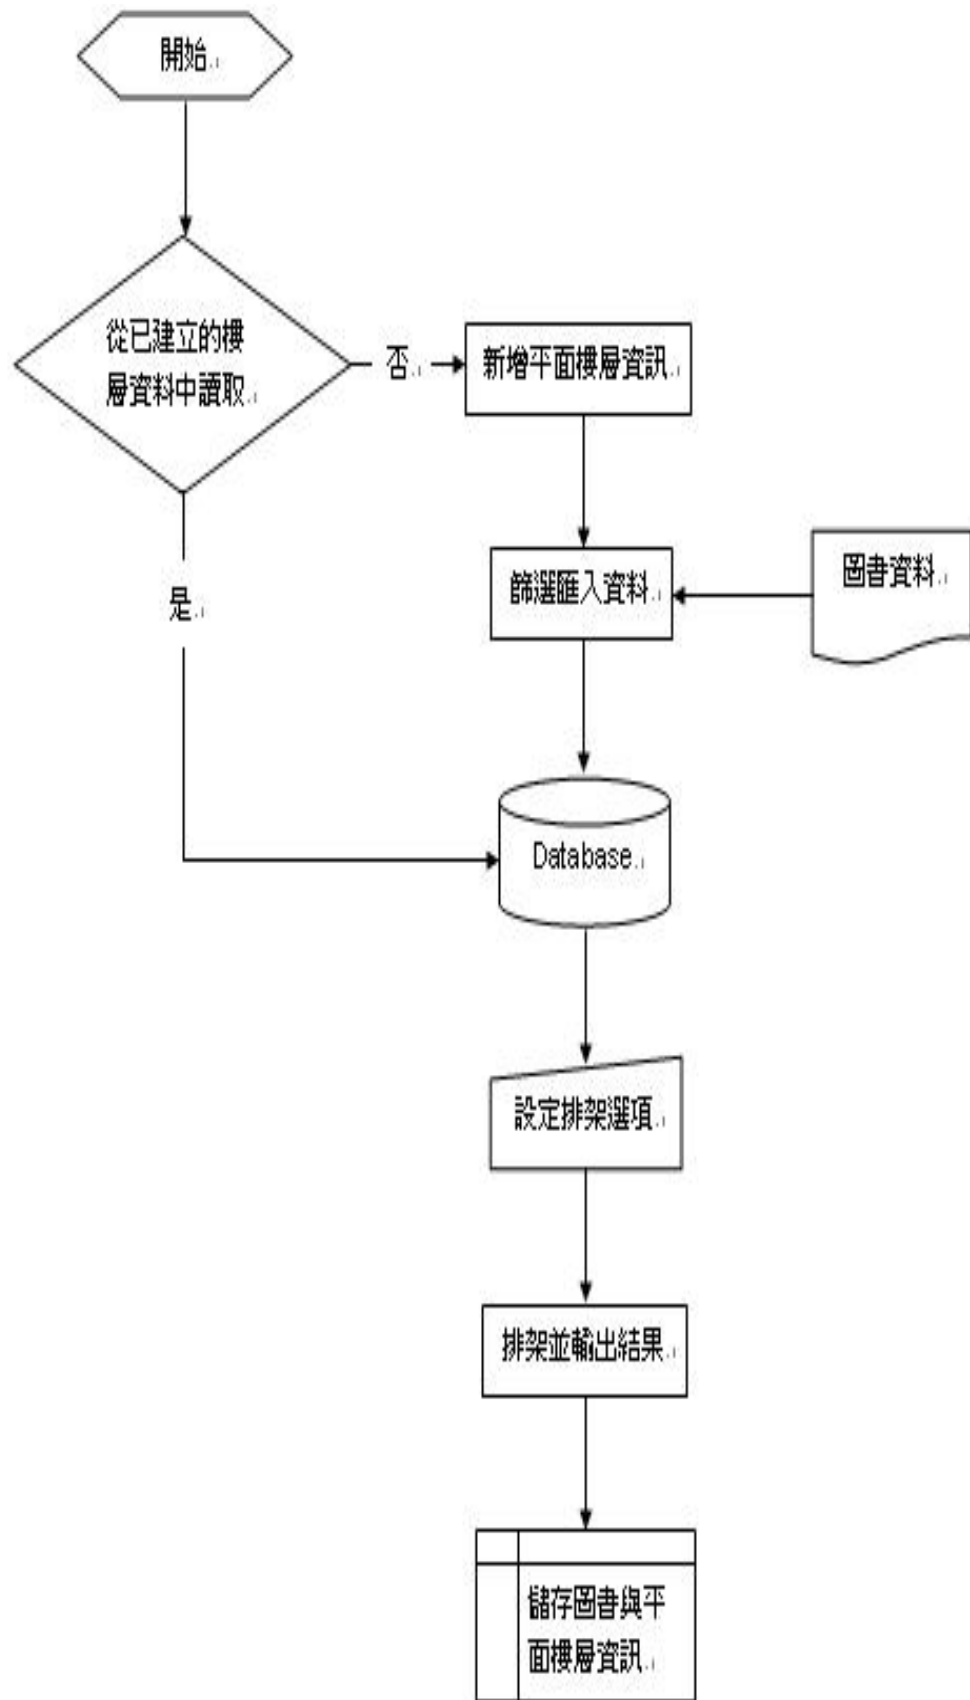 開始
從已建立的樓
層資料中讀取
否
新增平面樓層資訊
篩選匯入資料
圖書資料
是
Database
設定排架選項
排架並輸出結果
儲存圖書與平
面樓層資訊